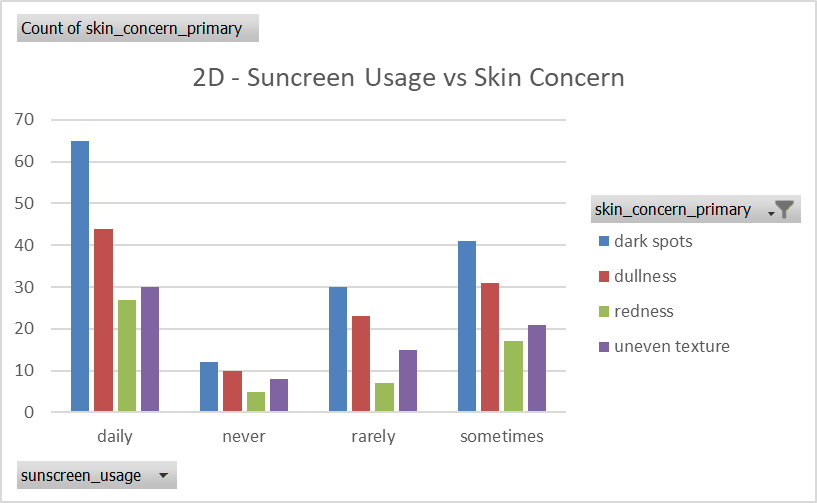 Count of skin_concern_primary
2D - Suncreen Usage vs Skin Concern
70
60
50
40
30
20
10
0
daily never rarely sometimes
skin_concern_primary
dark spots
dullness
redness
uneven texture
sunscreen_usage